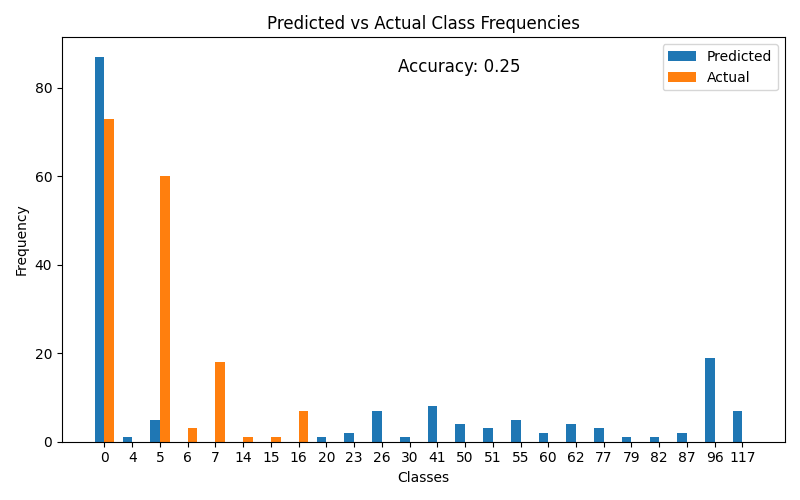 Predicted vs Actual Class Frequencies
Accuracy: 0.25
Predicted
Actual
Frequency
80
60
40
20
0
0 4 5 6 7 14 15 16 20 23 26 30 41 50 51 55 60 62 77 79 82 87 96 117
Classes